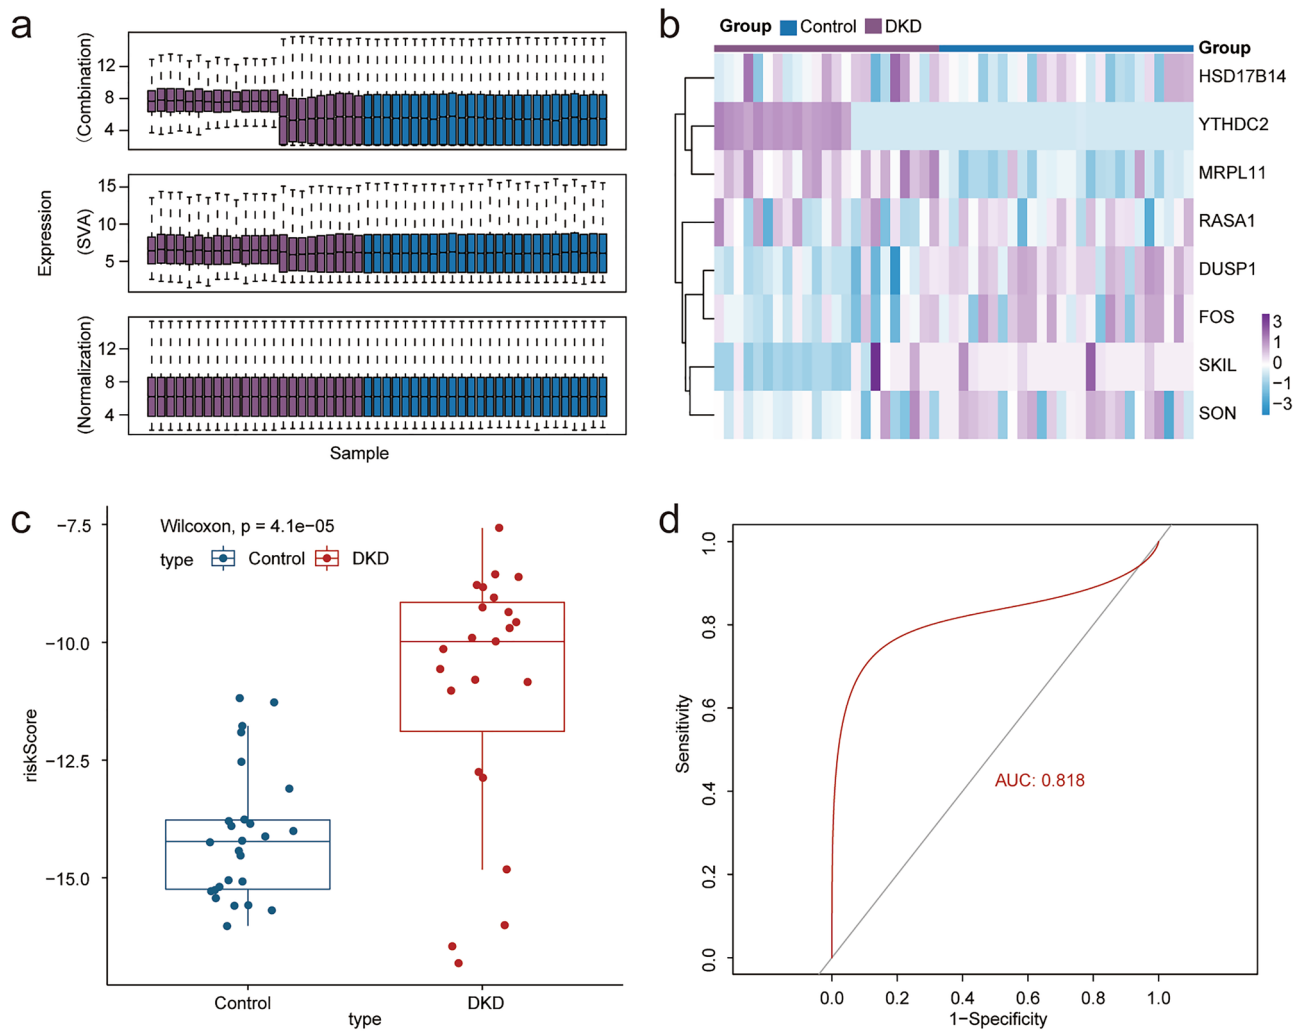 a
Expression
(Combination)
12
8
4
(SVA)
15
10
5
(Normalization)
12
8
4
Sample
b
Group Control DKD
Group
HSD17B14
YTHDC2
MRPL11
RASA1
DUSP1
FOS
SKIL
SON
3
1
0
−1
−3
c
Wilcoxon, p = 4.1e−05
type Control DKD
riskScore
−7.5
−10.0
−12.5
−15.0
Control DKD
type
d
Sensitivity
1.0
0.8
0.6
0.4
0.2
0.0
AUC: 0.818
0.0 0.2 0.4 0.6 0.8 1.0
1−Specificity